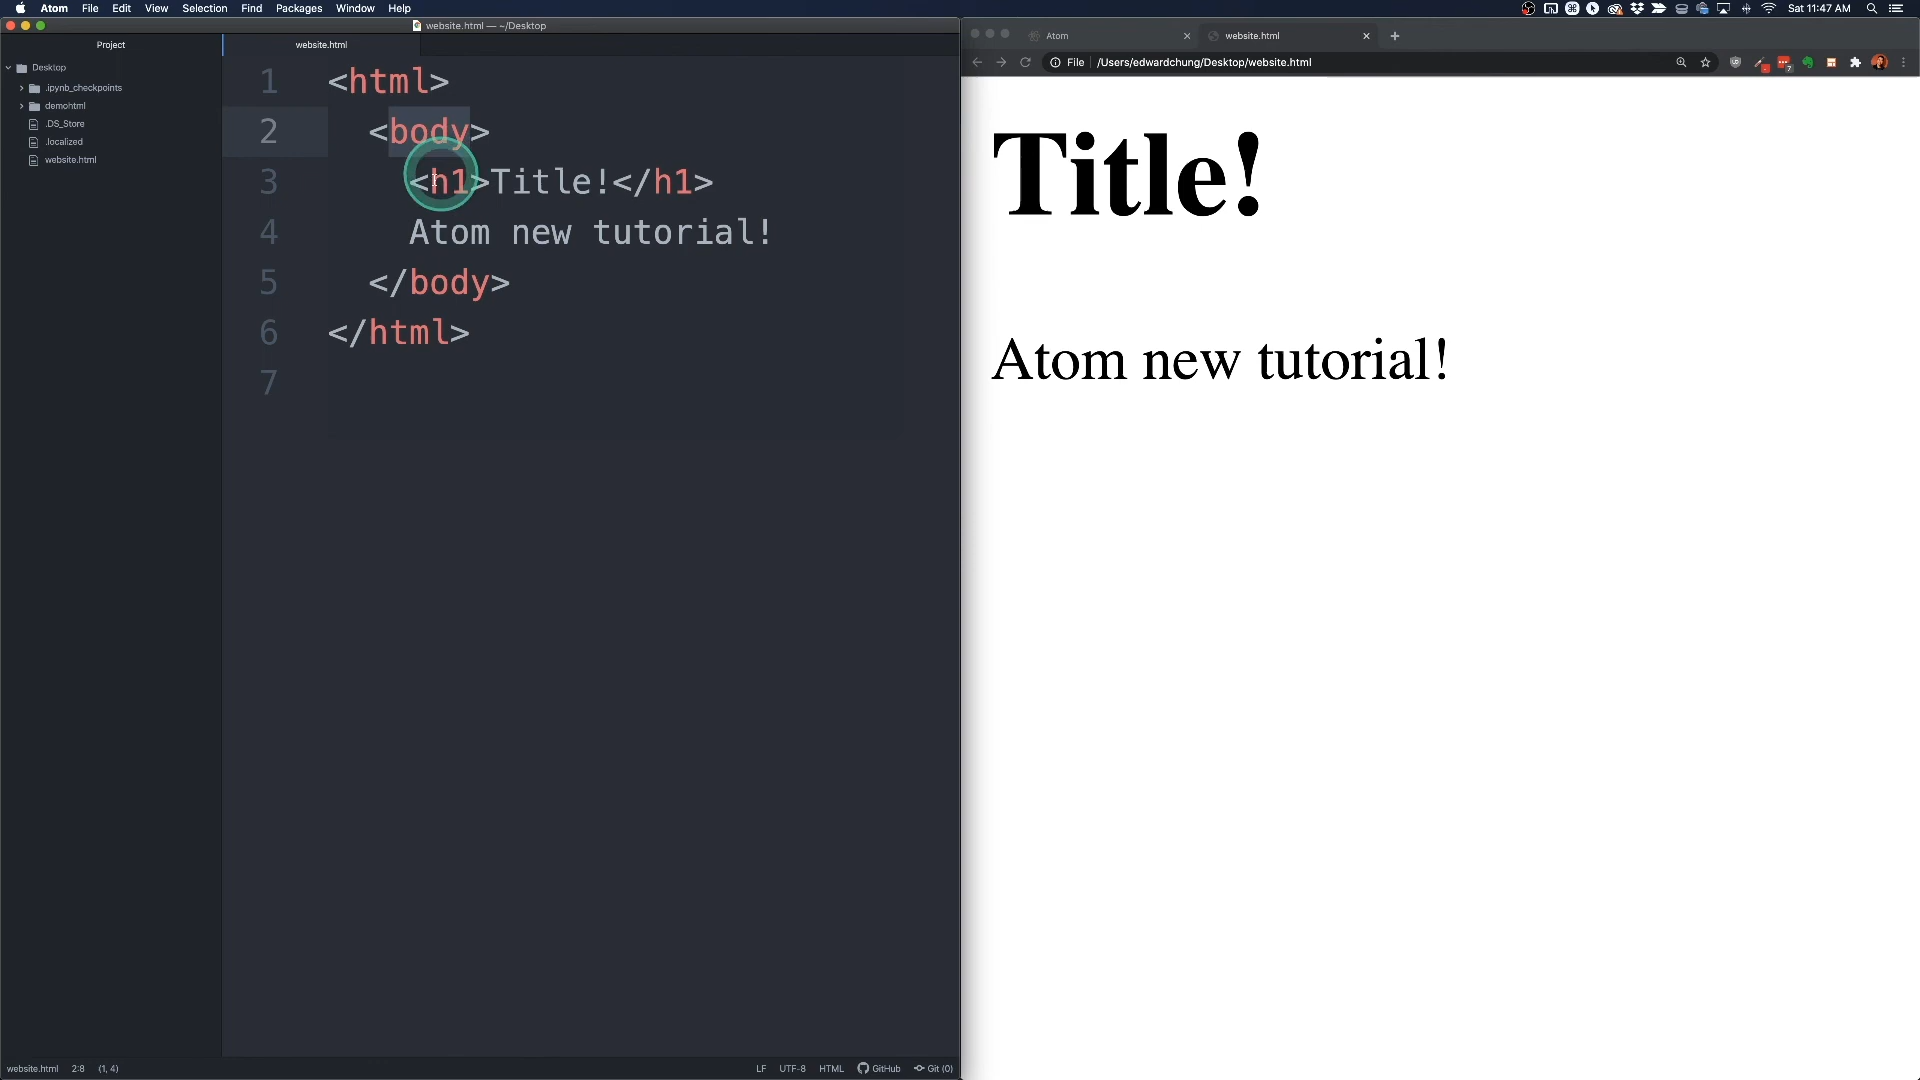 Atom File Edit View Selection Find Packages Window Help
Sat 11:47 AM
website.html — ~/Desktop
Project
website.html
Desktop
.ipynb_checkpoints
demohtml
.DS_Store
.localized
website.html
1 <html>
2 <body>
3 <h1>Title!</h1>
4 Atom new tutorial!
5 </body>
6 </html>
7
website.html 2:8 (1, 4)
LF UTF-8 HTML GitHub Git (0)
Atom
website.html
File /Users/edwardchung/Desktop/website.html
7
Title!
Atom new tutorial!